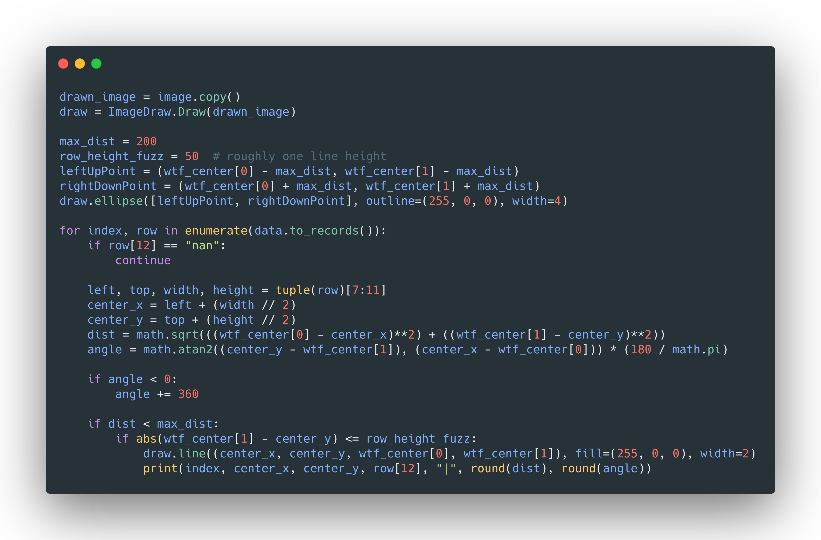 drawn_image = image.copy()
draw = ImageDraw.Draw(drawn_image)

max_dist = 200
row_height_fuzz = 50  # roughly one line height
leftUpPoint = (wtf_center[0] - max_dist, wtf_center[1] - max_dist)
rightDownPoint = (wtf_center[0] + max_dist, wtf_center[1] + max_dist)
draw.ellipse([leftUpPoint, rightDownPoint], outline=(255, 0, 0), width=4)

for index, row in enumerate(data.to_records()):
    if row[12] == "nan":
        continue

    left, top, width, height = tuple(row)[7:11]
    center_x = left + (width // 2)
    center_y = top + (height // 2)
    dist = math.sqrt(((wtf_center[0] - center_x)**2) + ((wtf_center[1] - center_y)**2))
    angle = math.atan2((center_y - wtf_center[1]), (center_x - wtf_center[0])) * (180 / math.pi)

    if angle < 0:
        angle += 360

    if dist < max_dist:
        if abs(wtf_center[1] - center_y) <= row_height_fuzz:
            draw.line((center_x, center_y, wtf_center[0], wtf_center[1]), fill=(255, 0, 0), width=2)
            print(index, center_x, center_y, row[12], "|", round(dist), round(angle))